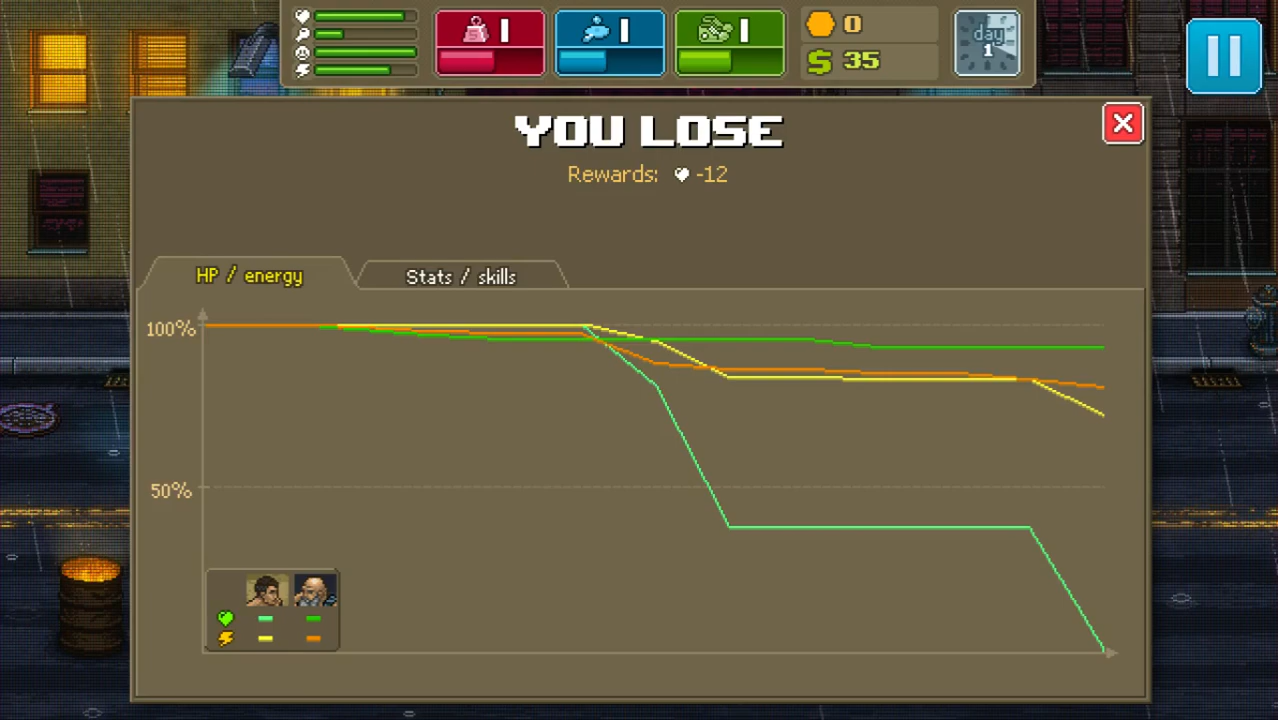 1 1 1 0
35
day
1
YOU LOSE
Rewards: -12
HP / energy Stats / skills
100%
50%